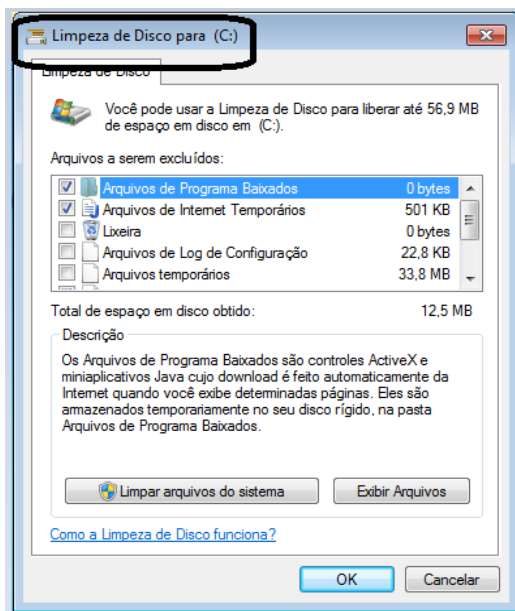 Limpeza de Disco para (C:)
Limpeza de Disco
Você pode usar a Limpeza de Disco para liberar até 56,9 MB
de espaço em disco em (C:).
Arquivos a serem excluídos:
Arquivos de Programa Baixados 0 bytes
Arquivos de Internet Temporários 501 KB
Lixeira 0 bytes
Arquivos de Log de Configuração 22,8 KB
Arquivos temporários 33,8 MB
Total de espaço em disco obtido: 12,5 MB
Descrição
Os Arquivos de Programa Baixados são controles ActiveX e
miniaplicativos Java cujo download é feito automaticamente da
Internet quando você exibe determinadas páginas. Eles são
armazenados temporariamente no seu disco rígido, na pasta
Arquivos de Programa Baixados.
Limpar arquivos do sistema Exibir Arquivos
Como a Limpeza de Disco funciona?
OK Cancelar